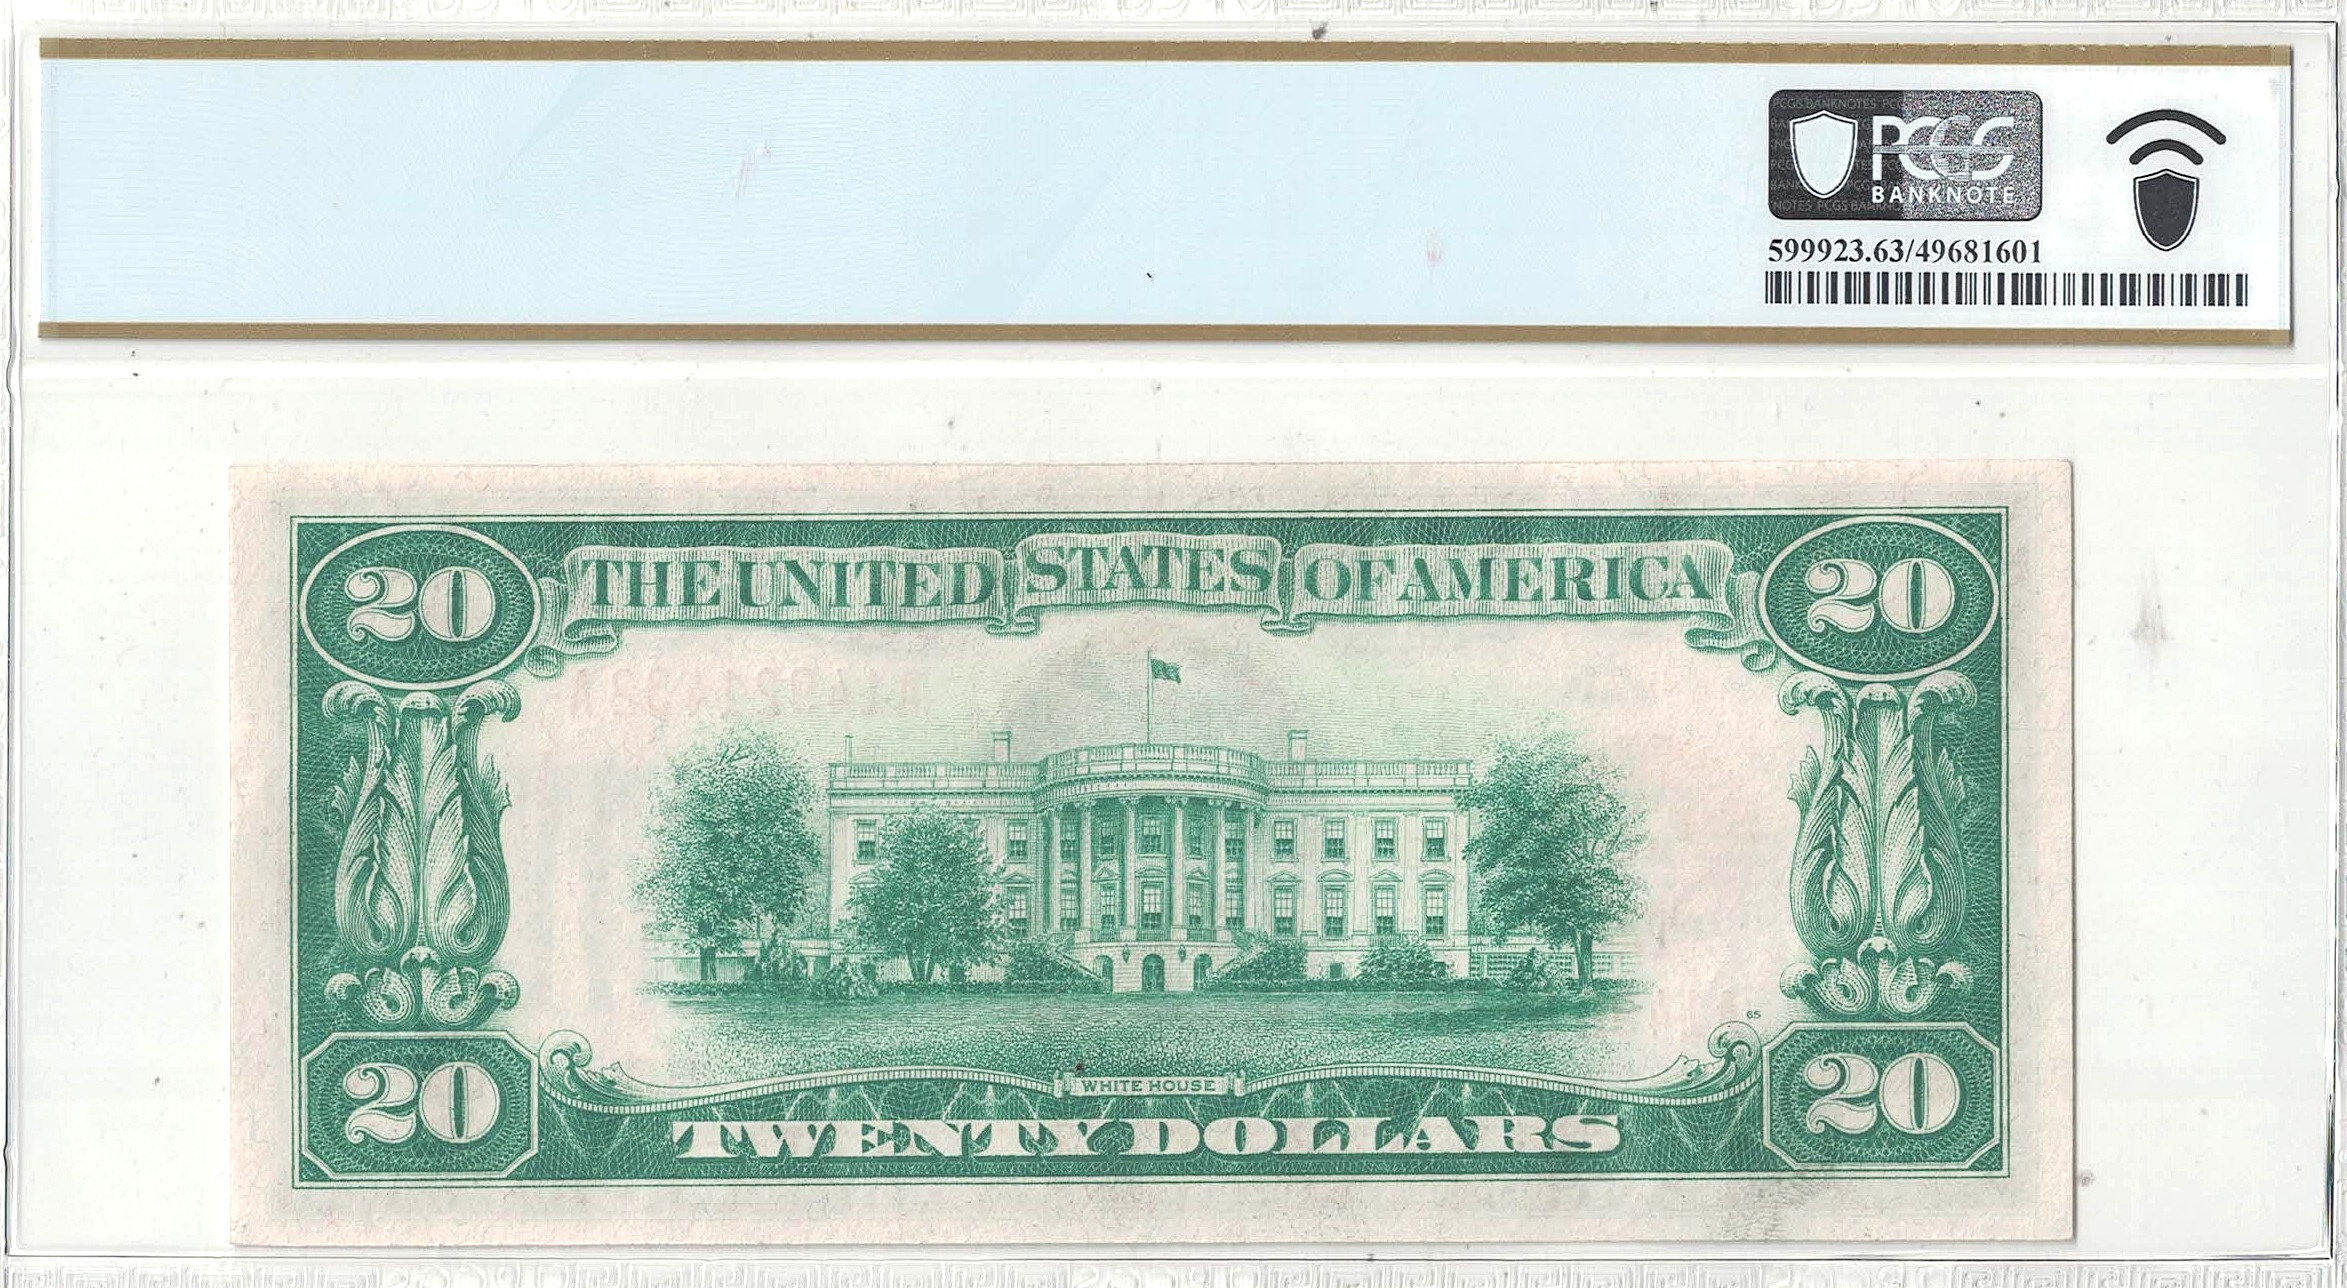 PCGS
BANKNOTE
599923.63/49681601
20 THE UNITED STATES OF AMERICA 20
65
WHITE HOUSE
20 TWENTY DOLLARS 20